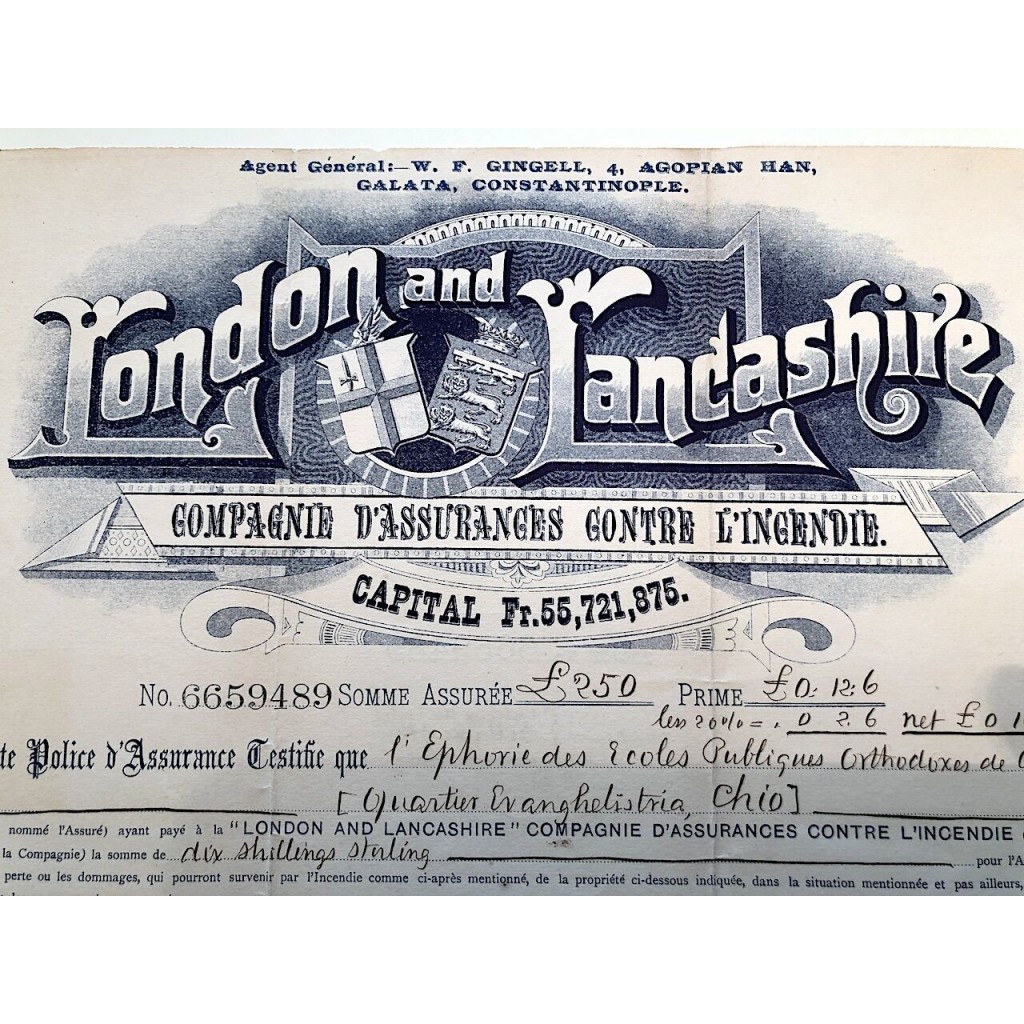 Agent Général:—W. F. GINGELL, 4, AGOPIAN HAN,
GALATA, CONSTANTINOPLE.
London and Lancashire
COMPAGNIE D'ASSURANCES CONTRE L'INCENDIE.
CAPITAL Fr.55,721,875.
No. 6659489 SOMME ASSURÉE £250 PRIME £0: 12: 6
less 20% = . 0 2. 6 net £0 1
te Police d'Assurance Testifie que l'Ephorie des Ecoles Publiques Orthodoxes de
[Quartier Evanghelistria, Chio]
nommé l'Assuré) ayant payé à la "LONDON AND LANCASHIRE" COMPAGNIE D'ASSURANCES CONTRE L'INCENDIE
la Compagnie) la somme de dix shillings sterling pour l'A
perte ou les dommages, qui pourront survenir par l'Incendie comme ci-après mentionné, de la propriété ci-dessous indiquée, dans la situation mentionnée et pas ailleurs,